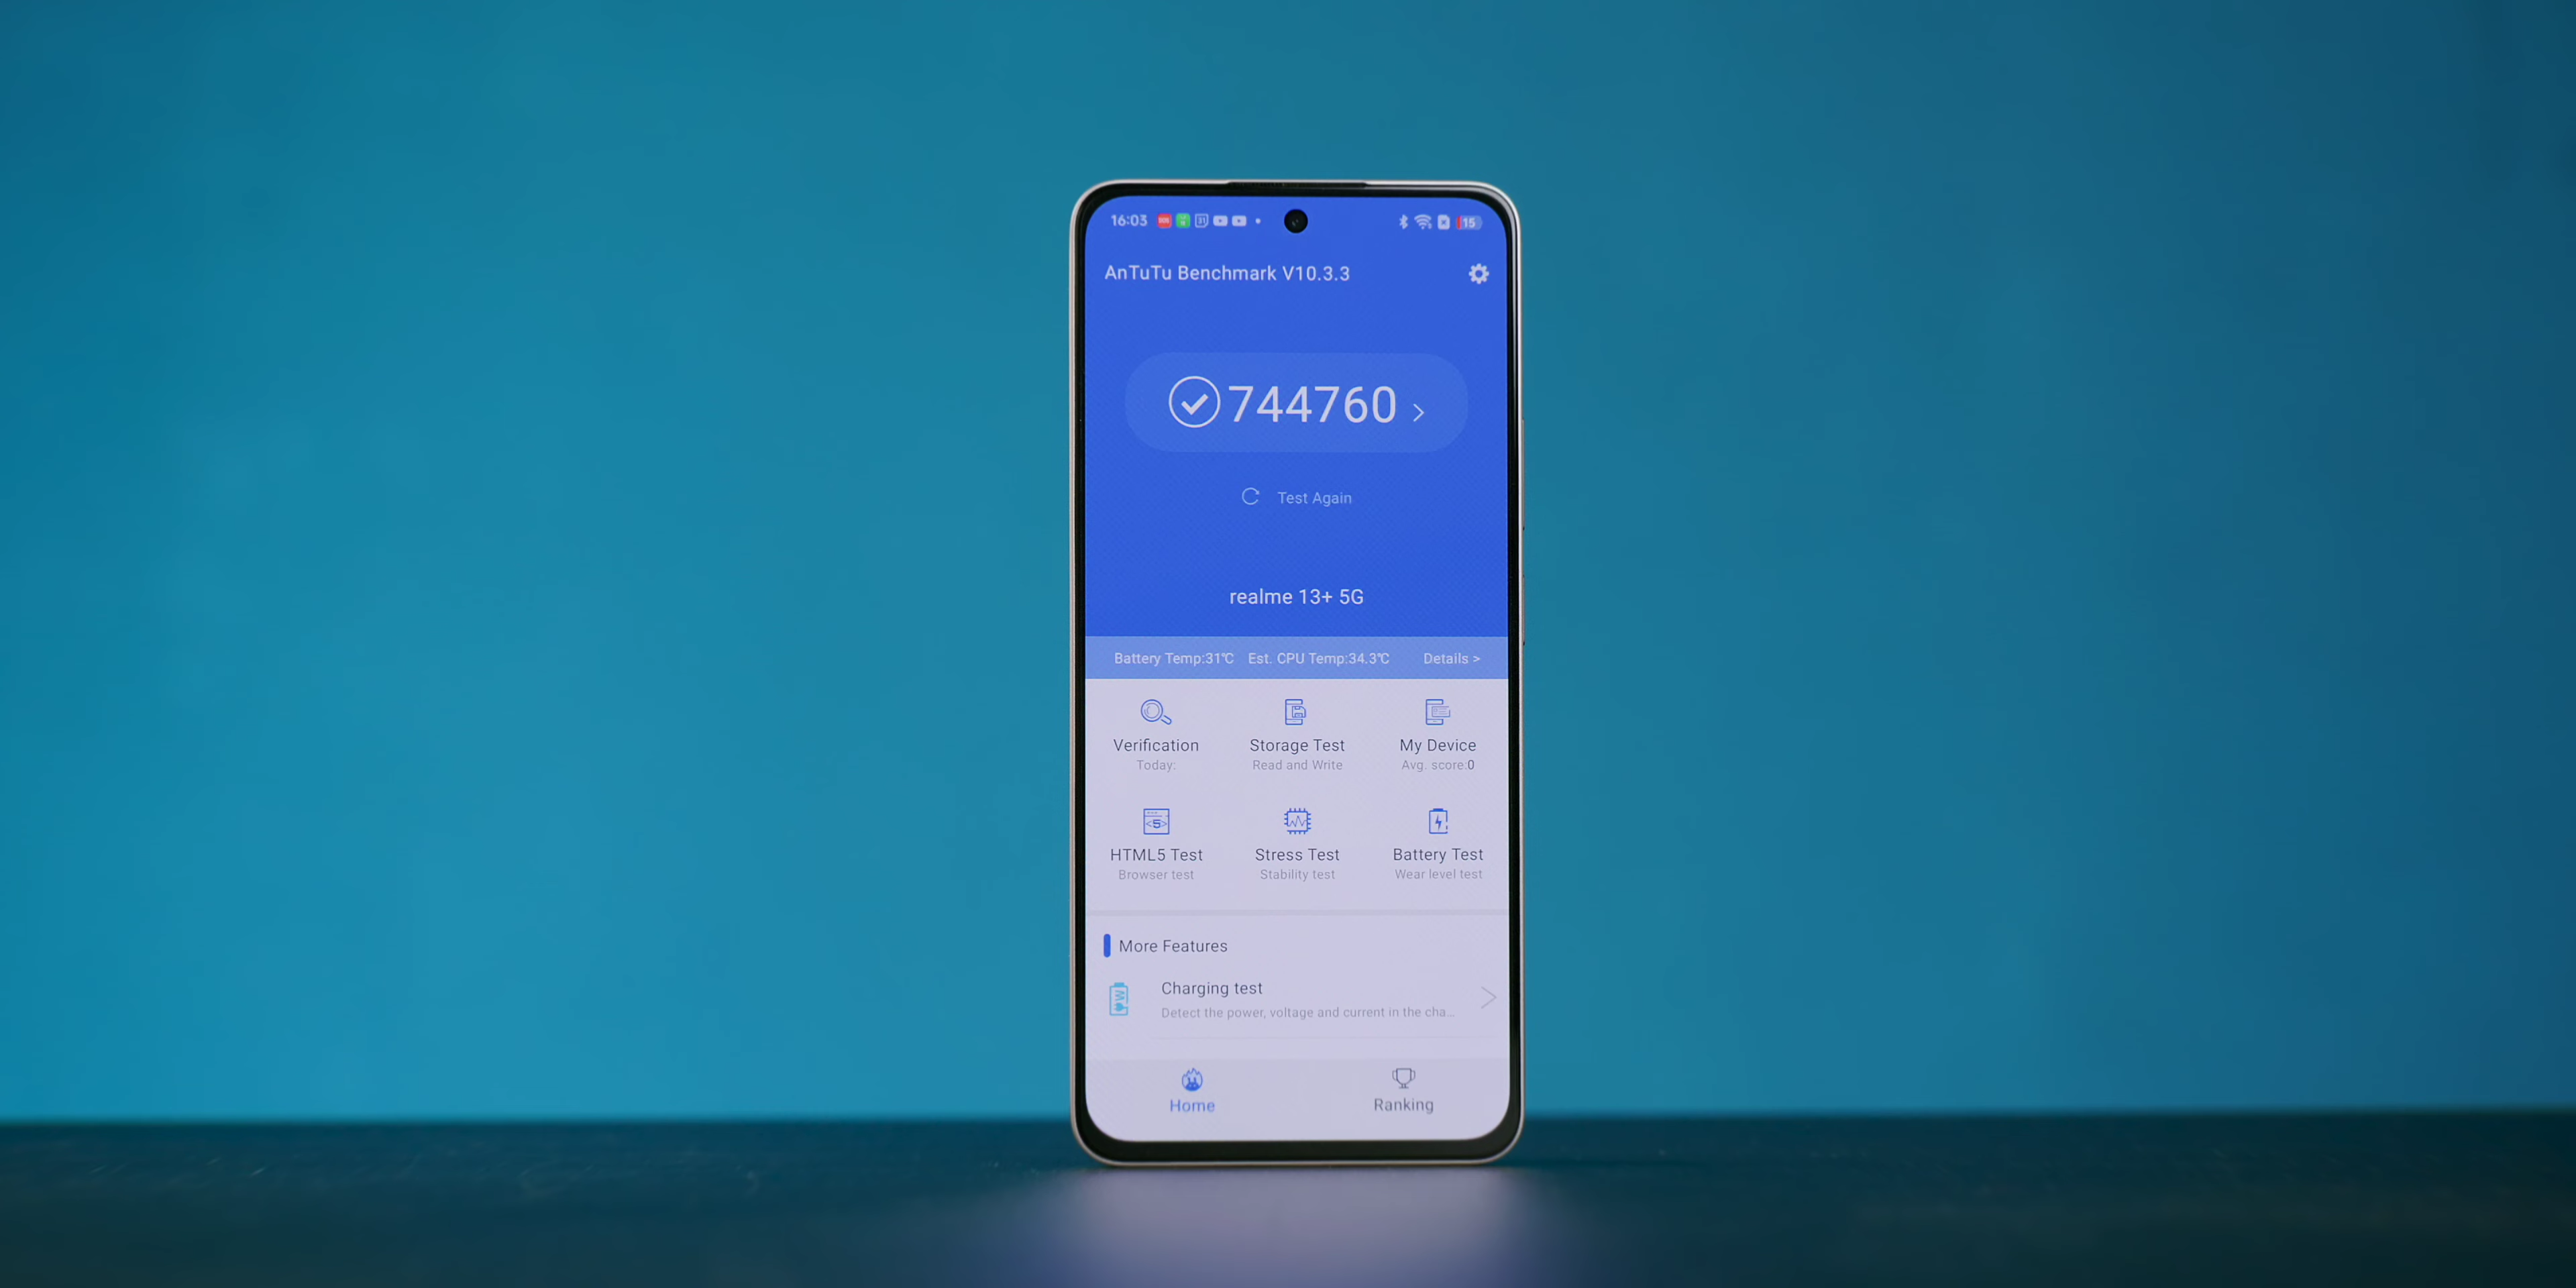 16:03 31 15
AnTuTu Benchmark V10.3.3
744760 >
Test Again
realme 13+ 5G
Battery Temp:31℃ Est. CPU Temp:34.3℃ Details >
Verification Storage Test My Device
Today: Read and Write Avg. score:0
<5>
HTML5 Test Stress Test Battery Test
Browser test Stability test Wear level test
More Features
W
Charging test
Detect the power, voltage and current in the cha...
Home Ranking